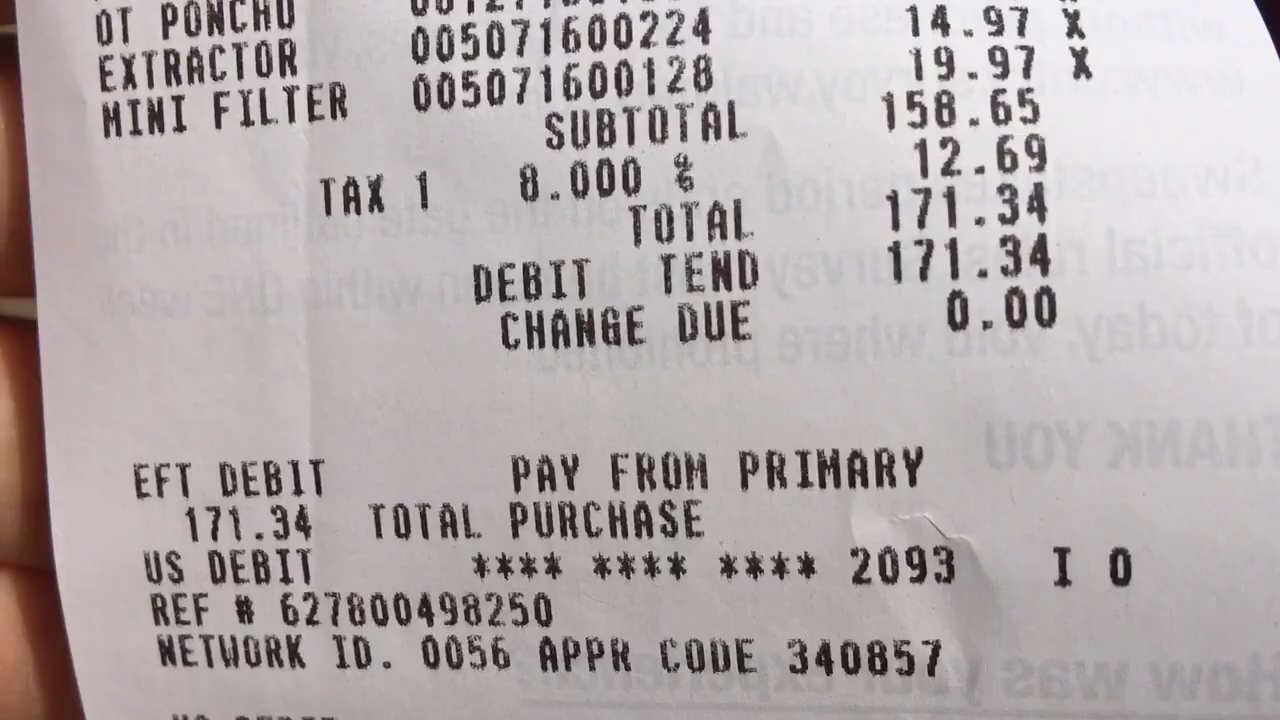 OT PONCHO
EXTRACTOR 005071600224 14.97 X
MINI FILTER 005071600128 19.97 X
SUBTOTAL 158.65
TAX 1 8.000 % 12.69
TOTAL 171.34
DEBIT TEND 171.34
CHANGE DUE 0.00
EFT DEBIT PAY FROM PRIMARY
171.34 TOTAL PURCHASE
US DEBIT **** **** **** 2093 I 0
REF # 627800498250
NETWORK ID. 0056 APPR CODE 340857